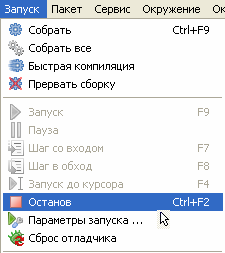 Запуск Пакет Сервис Окружение Ок
Собрать Ctrl+F9
Собрать все
Быстрая компиляция
Прервать сборку
Запуск F9
Пауза
Шаг со входом F7
Шаг в обход F8
Запуск до курсора F4
Останов Ctrl+F2
Параметры запуска ...
Сброс отладчика